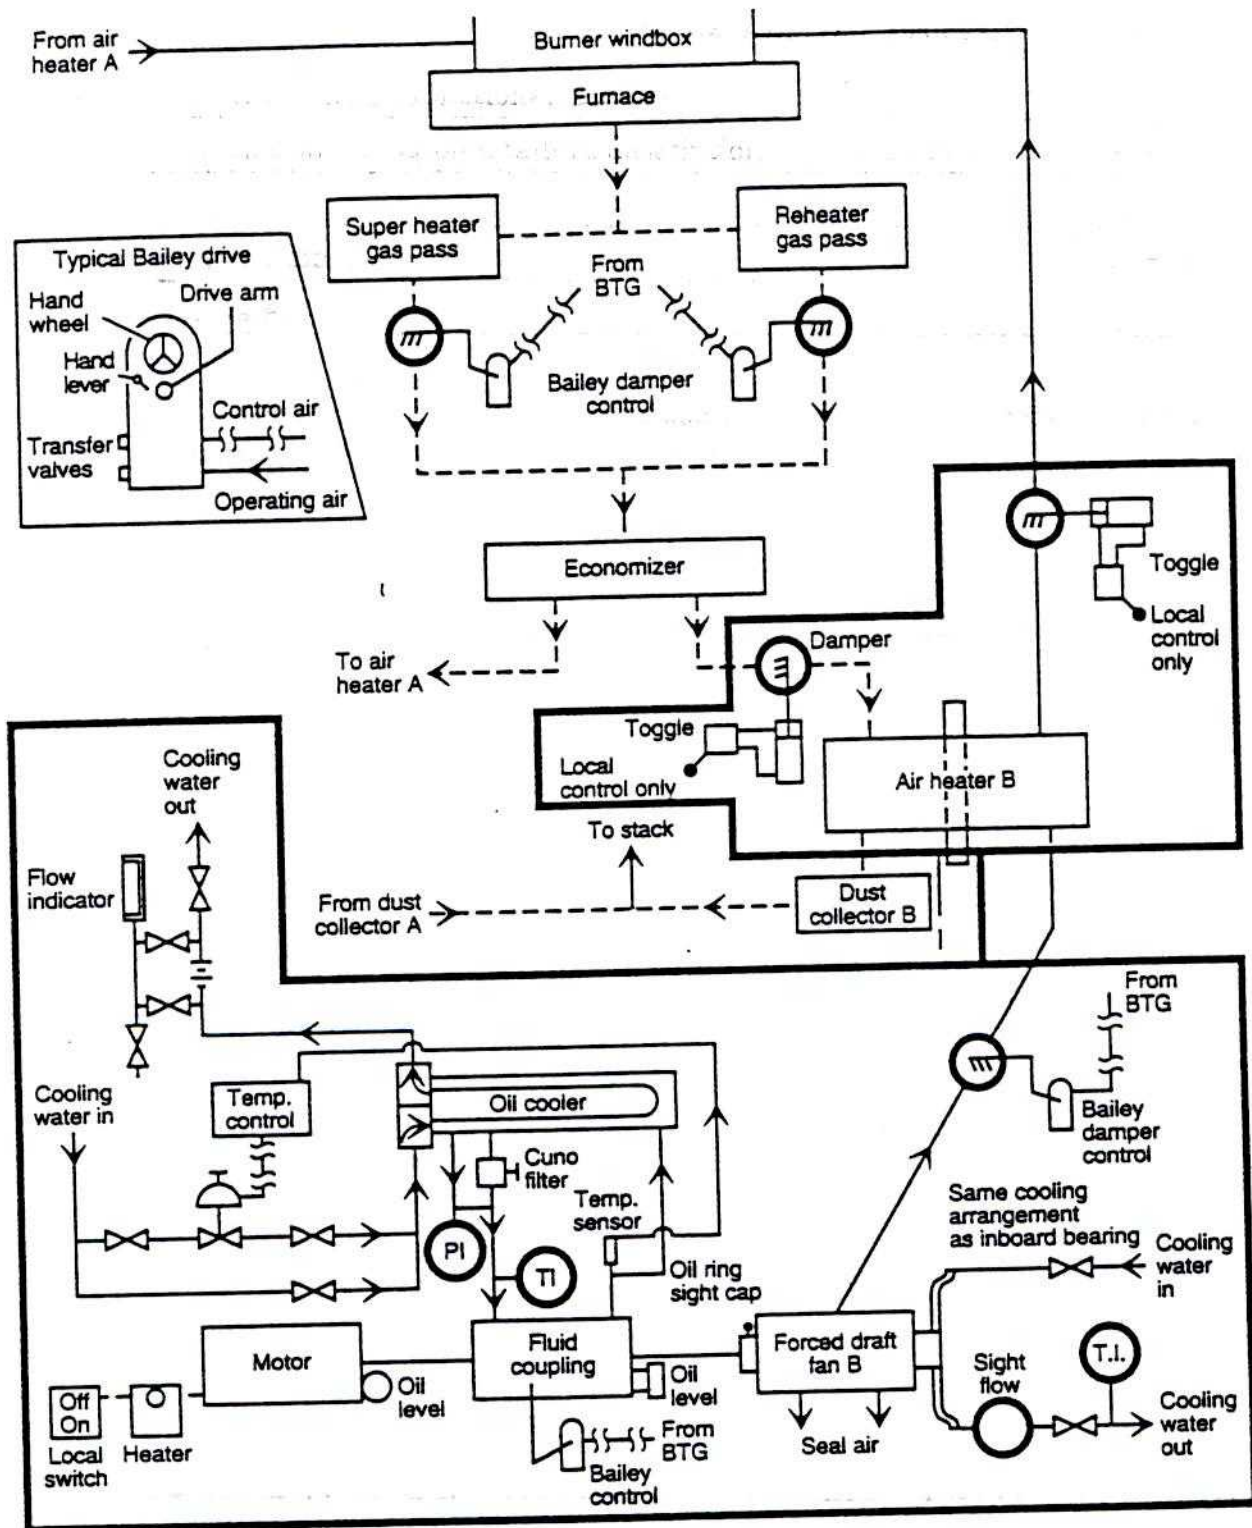 From air
heater A
Burner windbox
Furnace
Super heater
gas pass
Reheater
gas pass
Typical Bailey drive
Hand
wheel
Drive arm
Hand
lever
Control air
Transfer
valves
Operating air
From
BTG
Bailey damper
control
Economizer
Toggle
Local
control
only
To air
heater A
Damper
Toggle
Local
control only
Air heater B
Cooling
water
out
To stack
Flow
indicator
From dust
collector A
Dust
collector B
From
BTG
Cooling
water in
Temp.
control
Oil cooler
Bailey
damper
control
Cuno
filter
Temp.
sensor
Same cooling
arrangement
as inboard bearing
PI
TI
Oil ring
sight cap
Cooling
water
in
Motor
Fluid
coupling
Forced draft
fan B
Sight
flow
T.I.
Off
On
Oil
level
Oil
level
Cooling
water
out
Local
switch
Heater
From
BTG
Seal air
Bailey
control